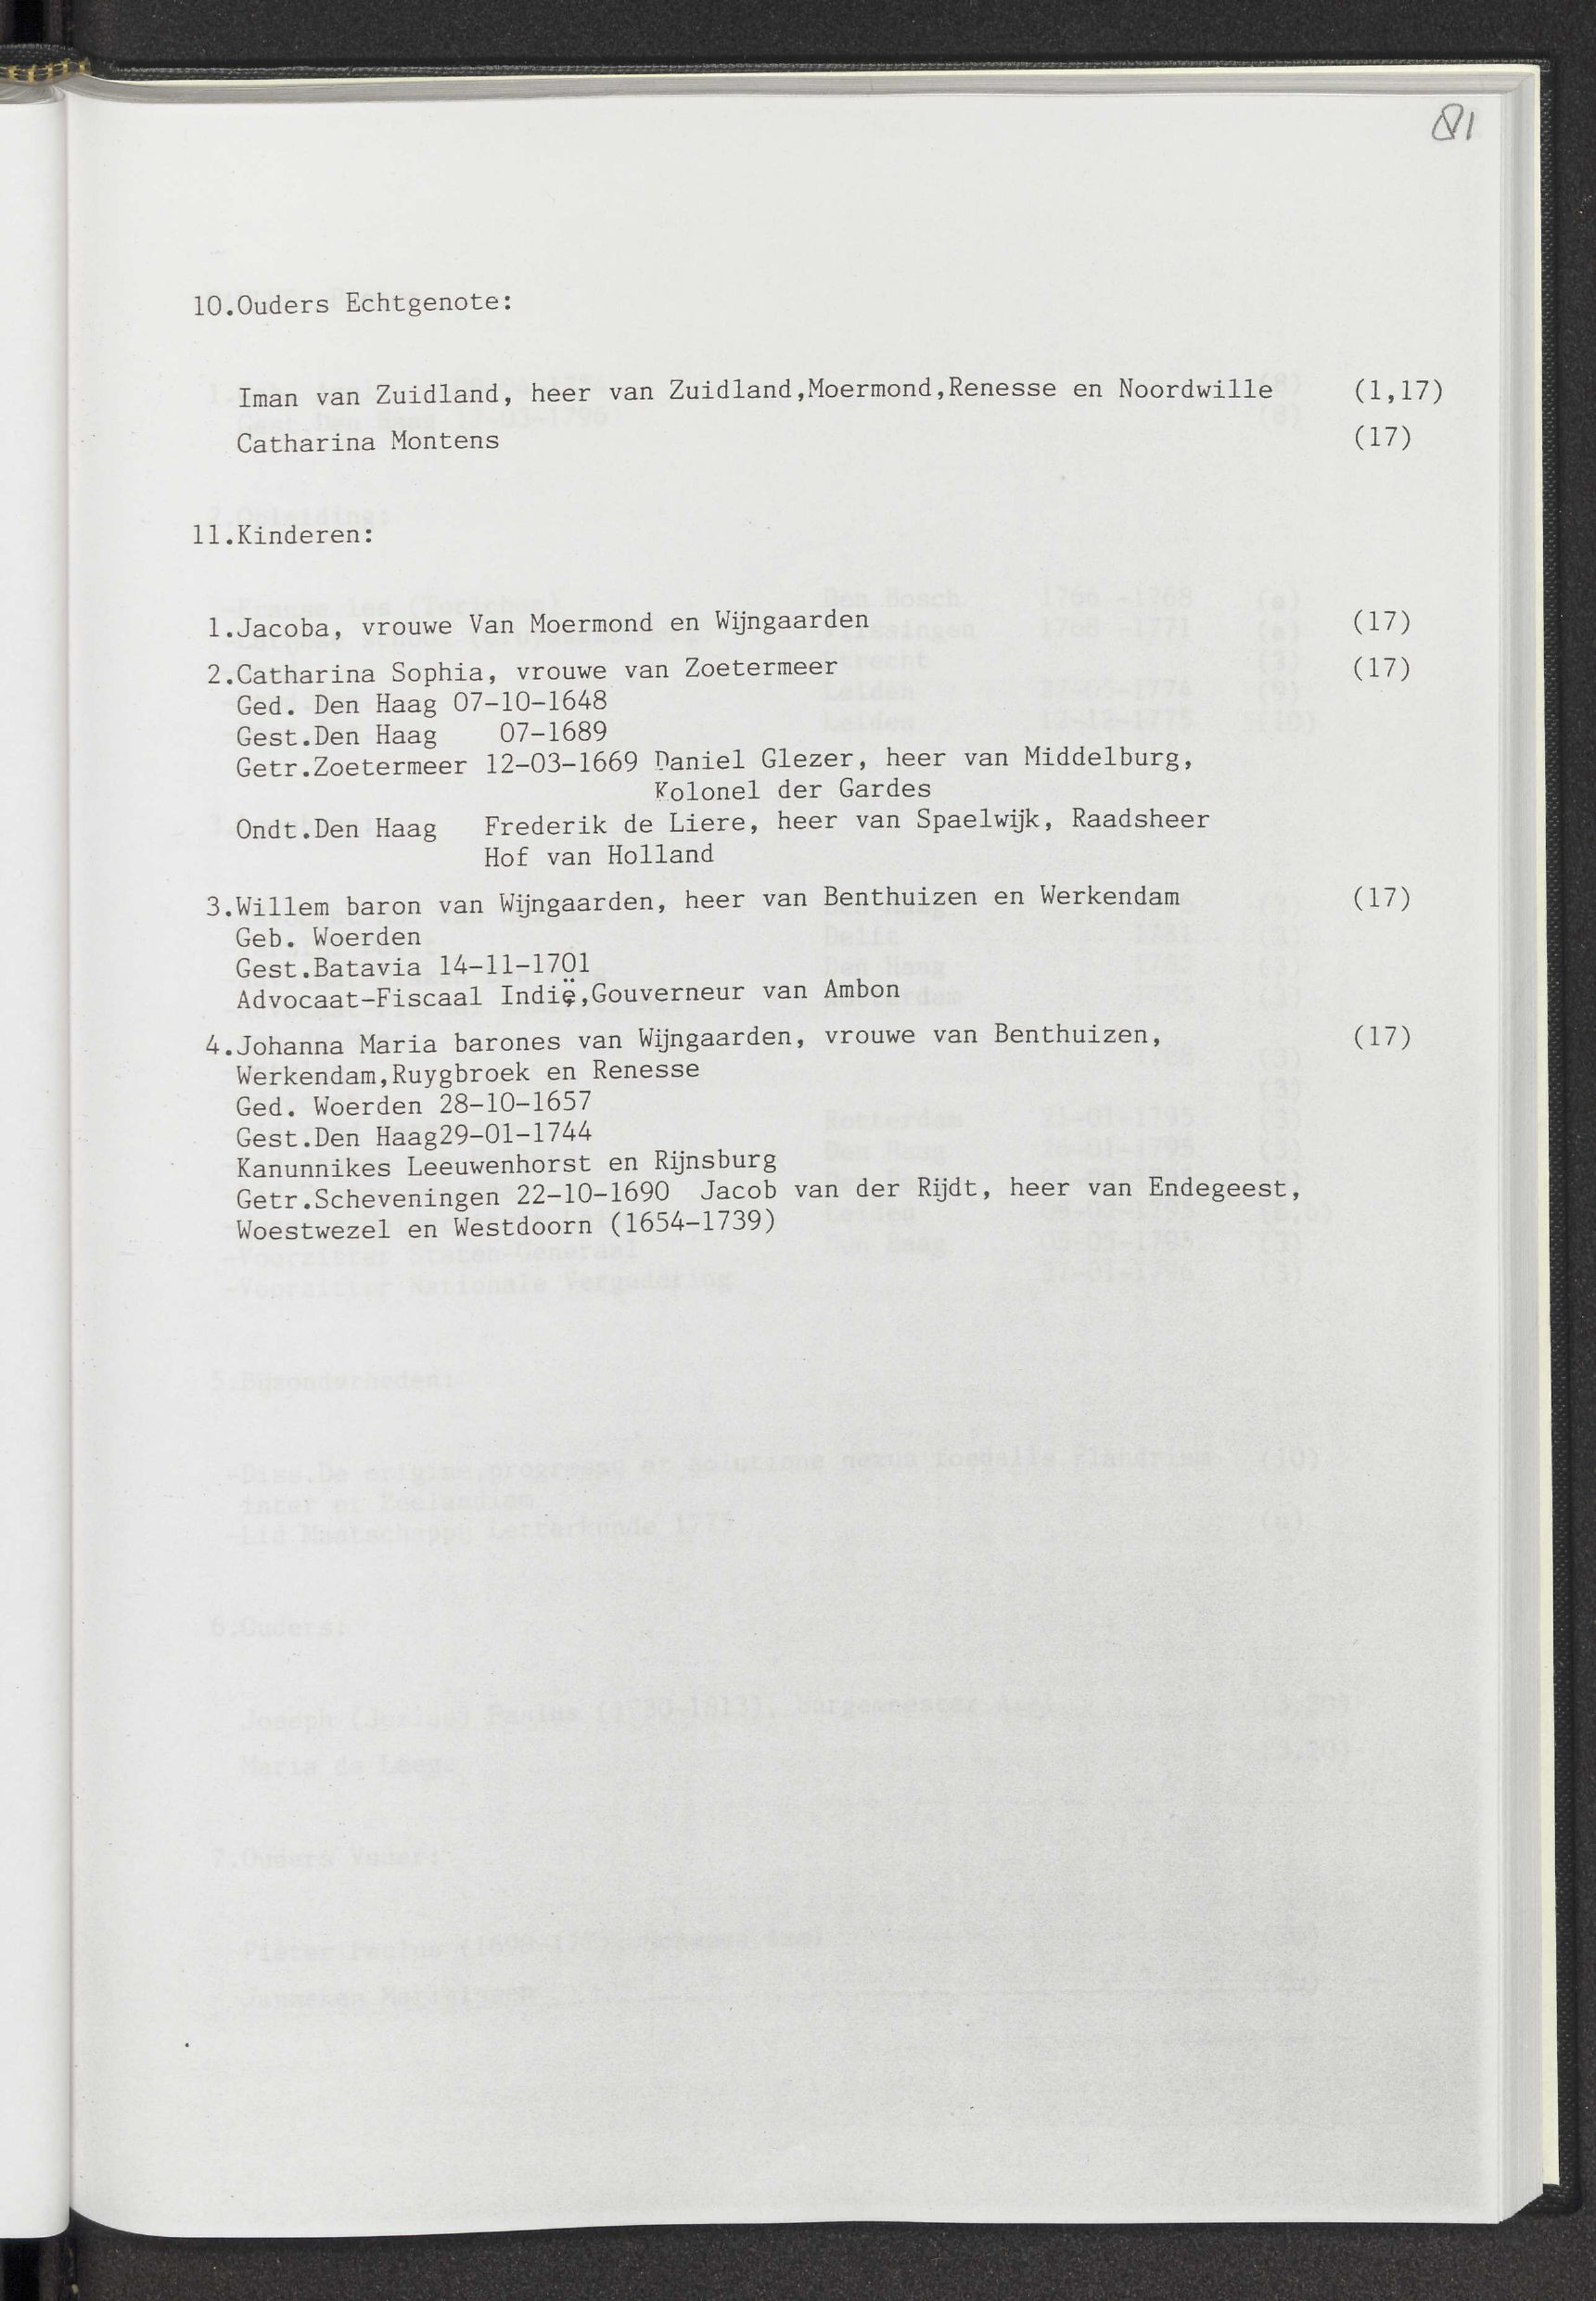 81
10.Ouders Echtgenote:
Iman van Zuidland, heer van Zuidland,Moermond,Renesse en Noordwille (1,17)
Catharina Montens (17)
11.Kinderen:
1.Jacoba, vrouwe Van Moermond en Wijngaarden (17)
2.Catharina Sophia, vrouwe van Zoetermeer (17)
Ged. Den Haag 07-10-1648
Gest.Den Haag 07-1689
Getr.Zoetermeer 12-03-1669 Daniel Glezer, heer van Middelburg,
Kolonel der Gardes
Ondt.Den Haag Frederik de Liere, heer van Spaelwijk, Raadsheer
Hof van Holland
3.Willem baron van Wijngaarden, heer van Benthuizen en Werkendam (17)
Geb. Woerden
Gest.Batavia 14-11-1701
Advocaat-Fiscaal Indië,Gouverneur van Ambon
4.Johanna Maria barones van Wijngaarden, vrouwe van Benthuizen, (17)
Werkendam,Ruygbroek en Renesse
Ged. Woerden 28-10-1657
Gest.Den Haag29-01-1744
Kanunnikes Leeuwenhorst en Rijnsburg
Getr.Scheveningen 22-10-1690 Jacob van der Rijdt, heer van Endegeest,
Woestwezel en Westdoorn (1654-1739)